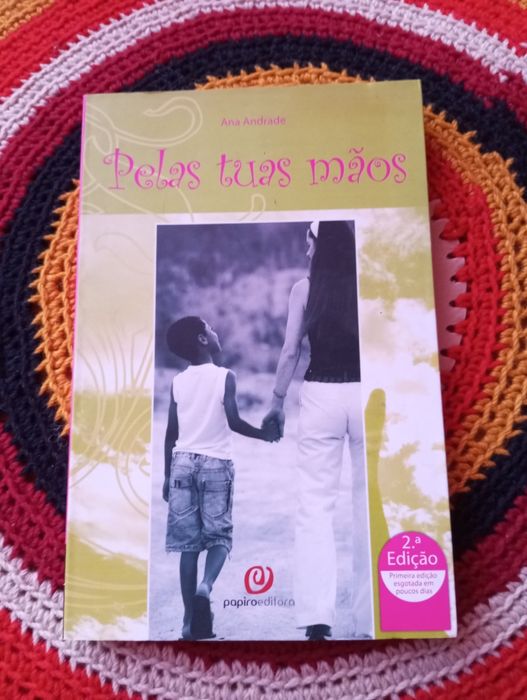 Ana Andrade
Pelas tuas mãos
2.ª
Edição
Primeira edição
esgotada em
poucos dias
papiroeditora